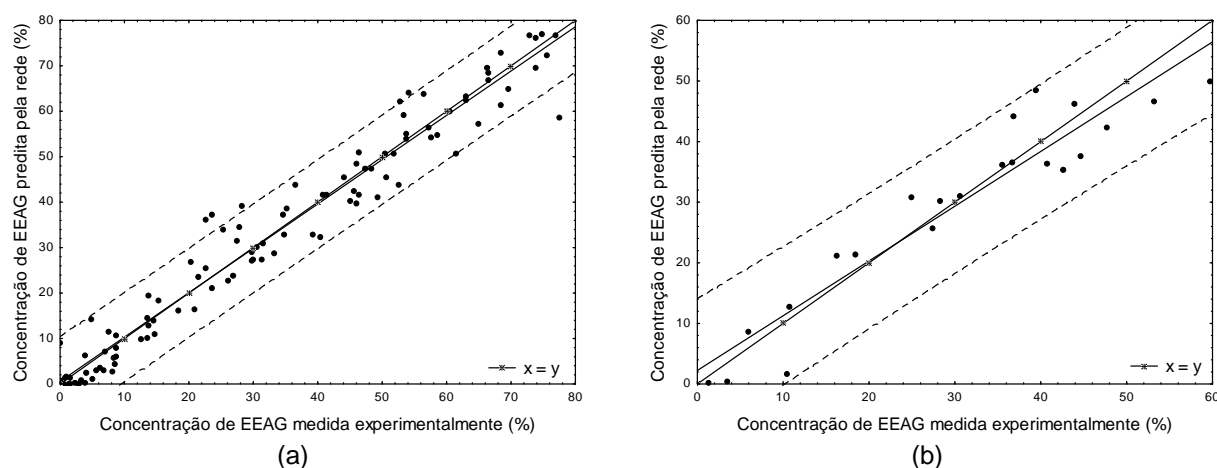 Concentração de EEAG predita pela rede (%)
80
70
60
50
40
30
20
10
0
0 10 20 30 40 50 60 70 80
x = y
Concentração de EEAG medida experimentalmente (%)
(a)
Concentração de EEAG predita pela rede (%)
60
50
40
30
20
10
0
0 10 20 30 40 50 60
x = y
Concentração de EEAG medida experimentalmente (%)
(b)